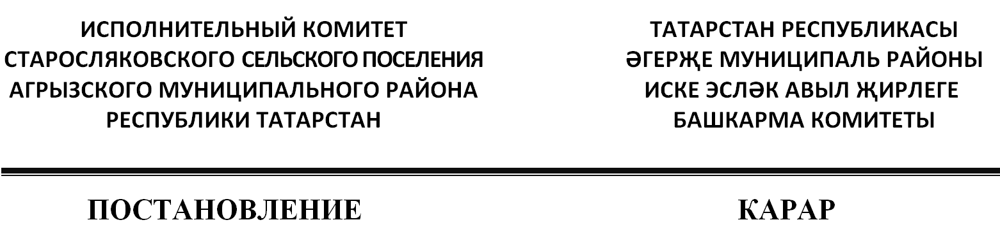 ИСПОЛНИТЕЛЬНЫЙ КОМИТЕТ
СТАРОСЛЯКОВСКОГО СЕЛЬСКОГО ПОСЕЛЕНИЯ
АГРЫЗСКОГО МУНИЦИПАЛЬНОГО РАЙОНА
РЕСПУБЛИКИ ТАТАРСТАН
ТАТАРСТАН РЕСПУБЛИКАСЫ
ӘГЕРҖЕ МУНИЦИПАЛЬ РАЙОНЫ
ИСКЕ ЭСЛӘК АВЫЛ ҖИРЛЕГЕ
БАШКАРМА КОМИТЕТЫ
ПОСТАНОВЛЕНИЕ
КАРАР